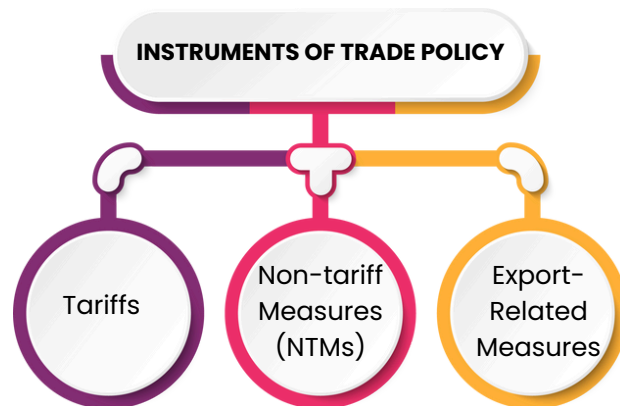 INSTRUMENTS OF TRADE POLICY
Tariffs
Non-tariff
Measures
(NTMs)
Export-
Related
Measures